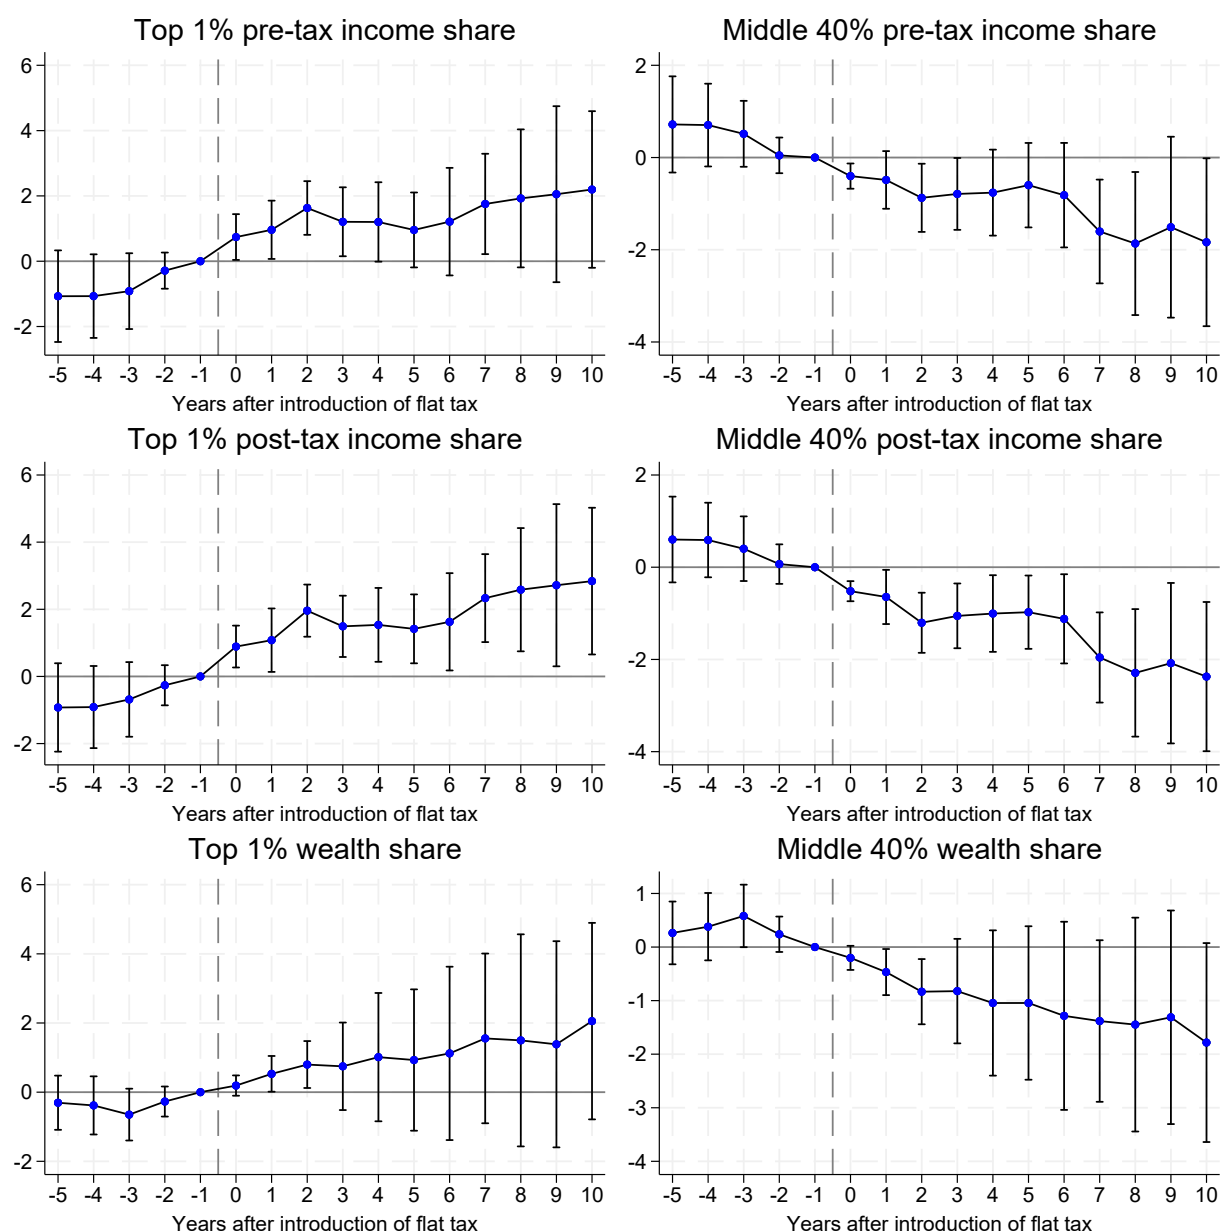 Top 1% pre-tax income share
6
4
2
0
-2
-5 -4 -3 -2 -1 0 1 2 3 4 5 6 7 8 9 10
Years after introduction of flat tax
Middle 40% pre-tax income share
2
0
-2
-4
-5 -4 -3 -2 -1 0 1 2 3 4 5 6 7 8 9 10
Years after introduction of flat tax
Top 1% post-tax income share
6
4
2
0
-2
-5 -4 -3 -2 -1 0 1 2 3 4 5 6 7 8 9 10
Years after introduction of flat tax
Middle 40% post-tax income share
2
0
-2
-4
-5 -4 -3 -2 -1 0 1 2 3 4 5 6 7 8 9 10
Years after introduction of flat tax
Top 1% wealth share
6
4
2
0
-2
-5 -4 -3 -2 -1 0 1 2 3 4 5 6 7 8 9 10
Years after introduction of flat tax
Middle 40% wealth share
1
0
-1
-2
-3
-4
-5 -4 -3 -2 -1 0 1 2 3 4 5 6 7 8 9 10
Years after introduction of flat tax